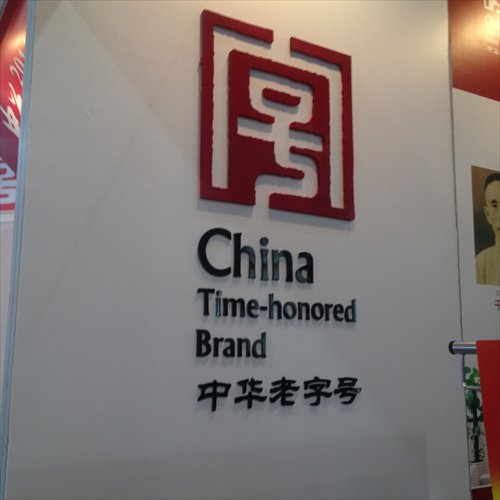 China
Time-honored
Brand
中华老字号